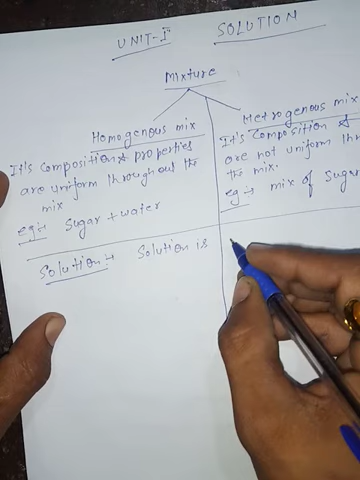 UNIT-I SOLUTION
Mixture
Homogenous mix
It's composition & properties
are uniform throughout the
mix
eg:→ Sugar + water
Hetrogenous mix
It's composition &
are not uniform thr
the mix.
eg:→ mix of Sugar
Solution:→ Solution is